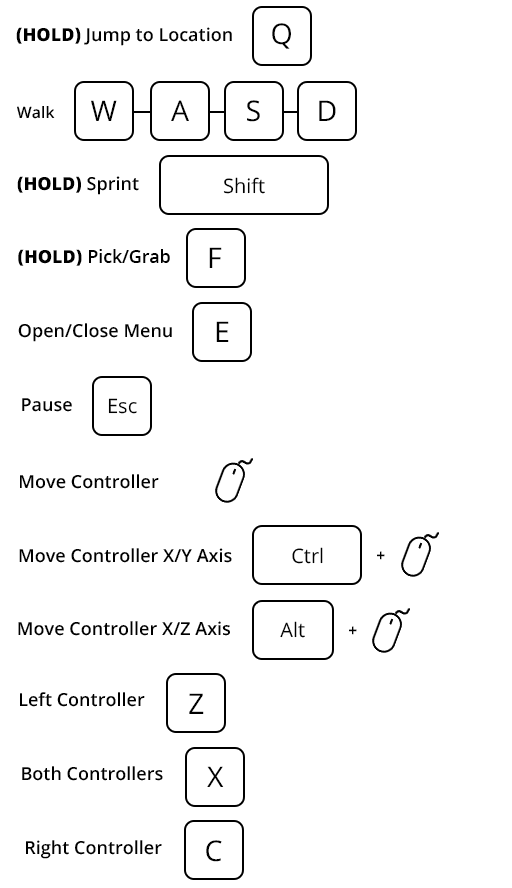 (HOLD) Jump to Location Q
Walk W A S D
(HOLD) Sprint Shift
(HOLD) Pick/Grab F
Open/Close Menu E
Pause Esc
Move Controller
Move Controller X/Y Axis Ctrl +
Move Controller X/Z Axis Alt +
Left Controller Z
Both Controllers X
Right Controller C